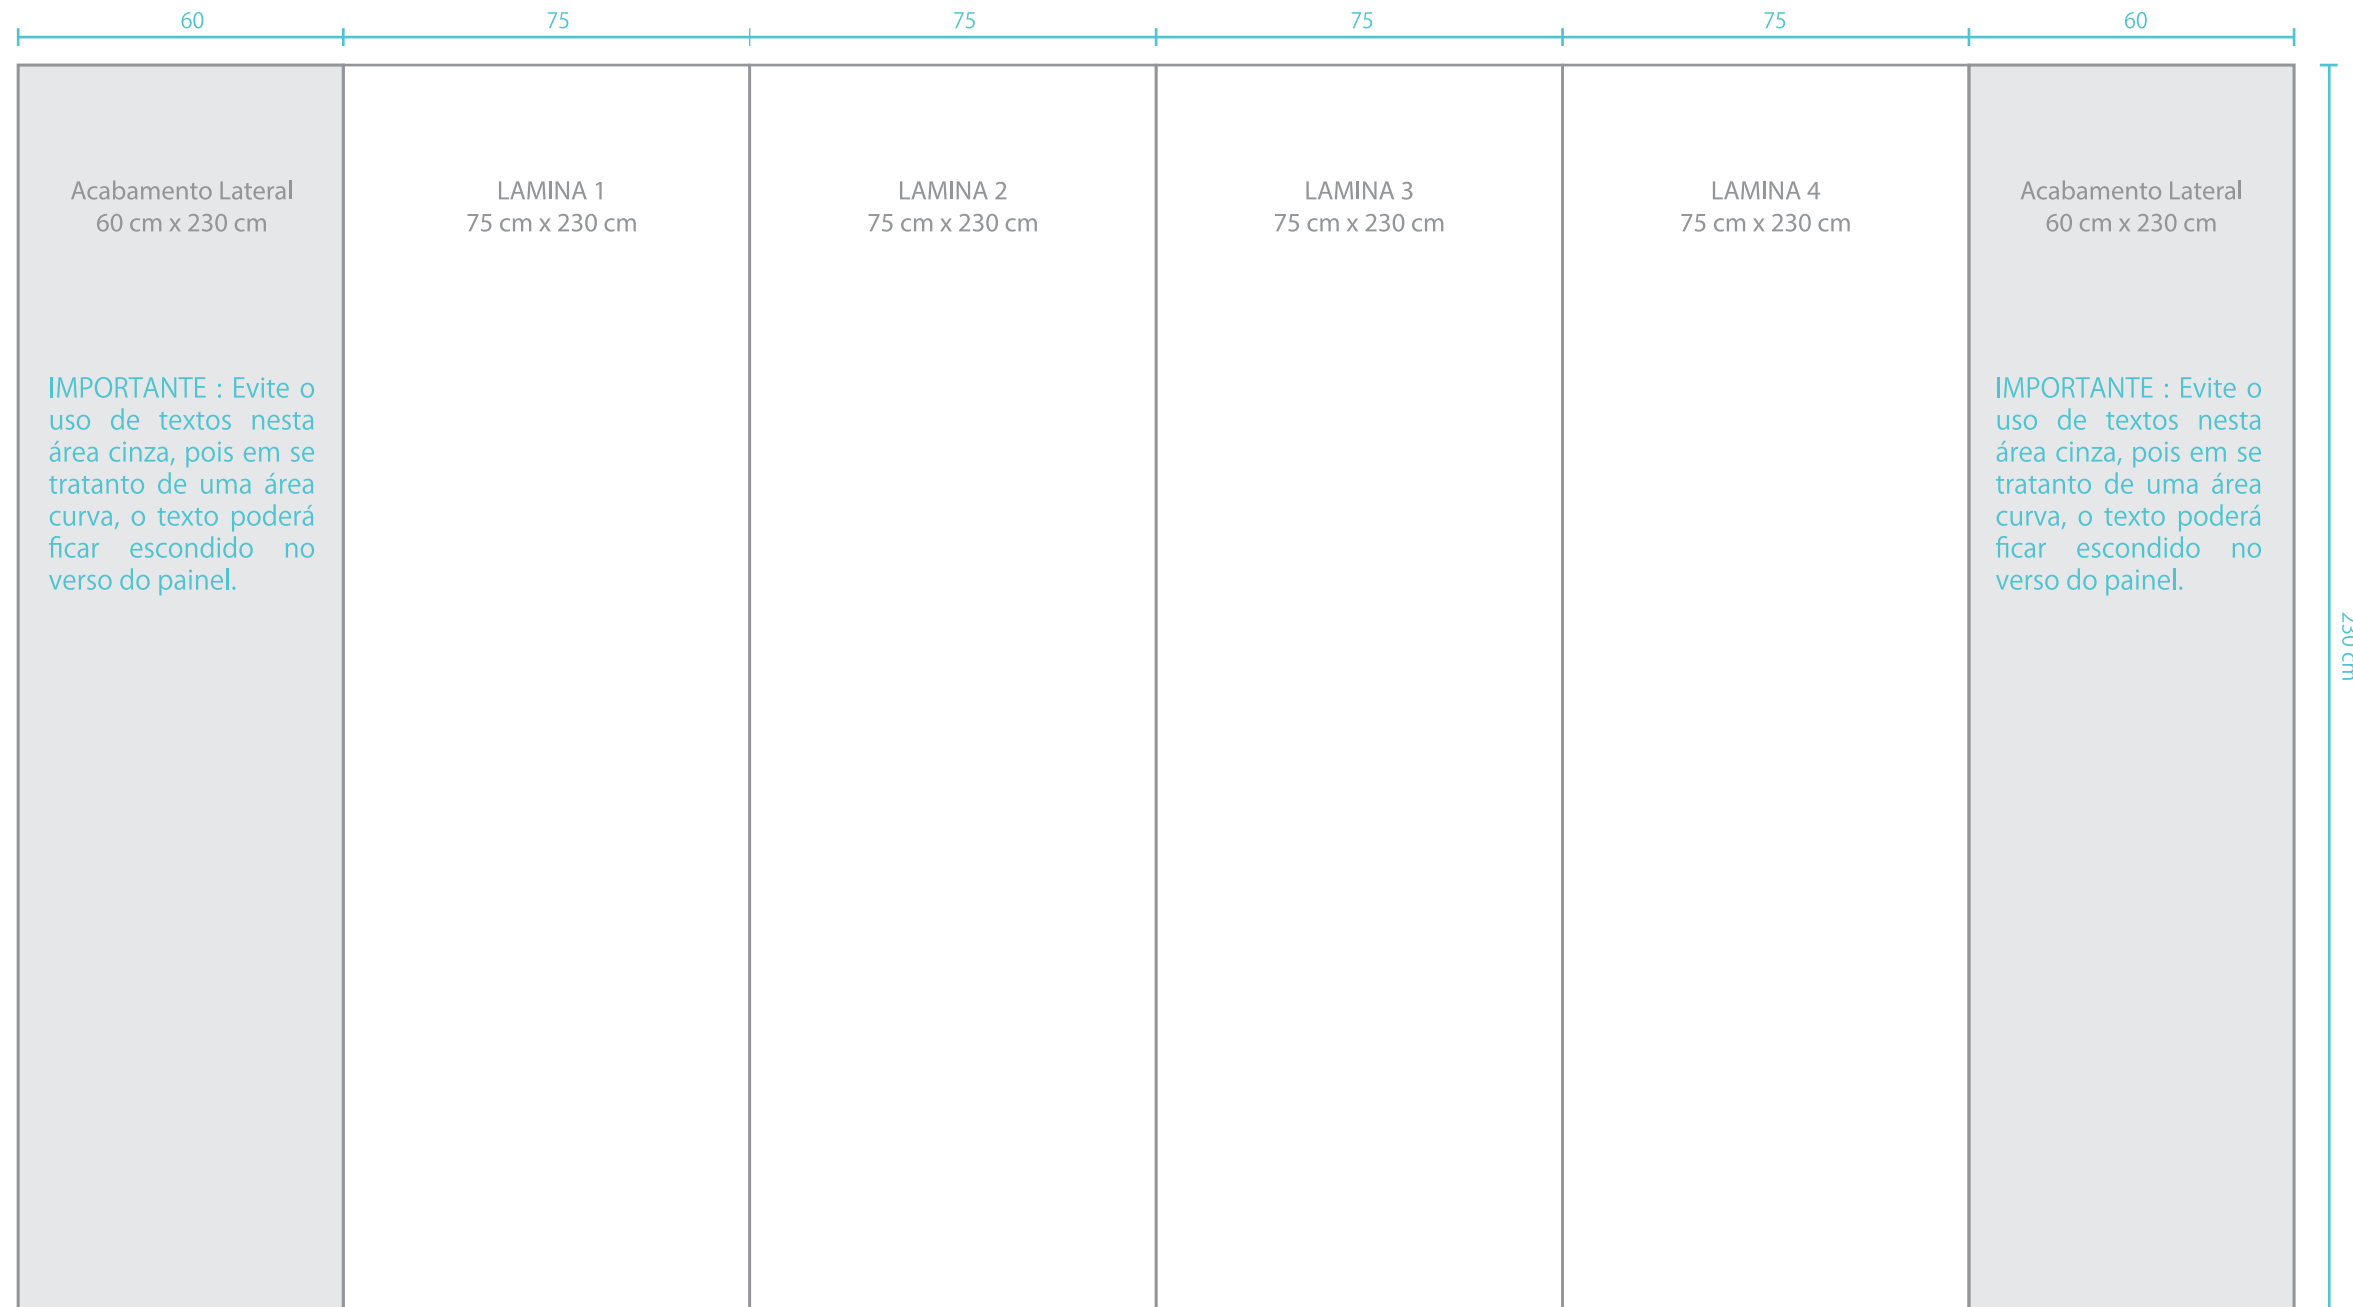 60
75
75
75
75
60
Acabamento Lateral
60 cm x 230 cm
LAMINA 1
75 cm x 230 cm
LAMINA 2
75 cm x 230 cm
LAMINA 3
75 cm x 230 cm
LAMINA 4
75 cm x 230 cm
Acabamento Lateral
60 cm x 230 cm
IMPORTANTE : Evite o
uso de textos nesta
área cinza, pois em se
tratanto de uma área
curva, o texto poderá
ficar escondido no
verso do painel.
IMPORTANTE : Evite o
uso de textos nesta
área cinza, pois em se
tratanto de uma área
curva, o texto poderá
ficar escondido no
verso do painel.
230 cm